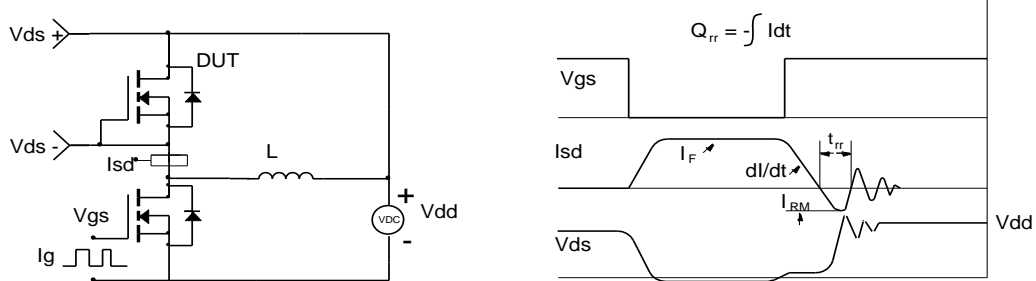 Vds +
DUT
Vds -
Isd
L
Vgs
Ig
+
VDC
-
Vdd
Q_rr = -∫ Idt
Vgs
Isd
I_F
dI/dt
t_rr
I_RM
Vds
Vdd